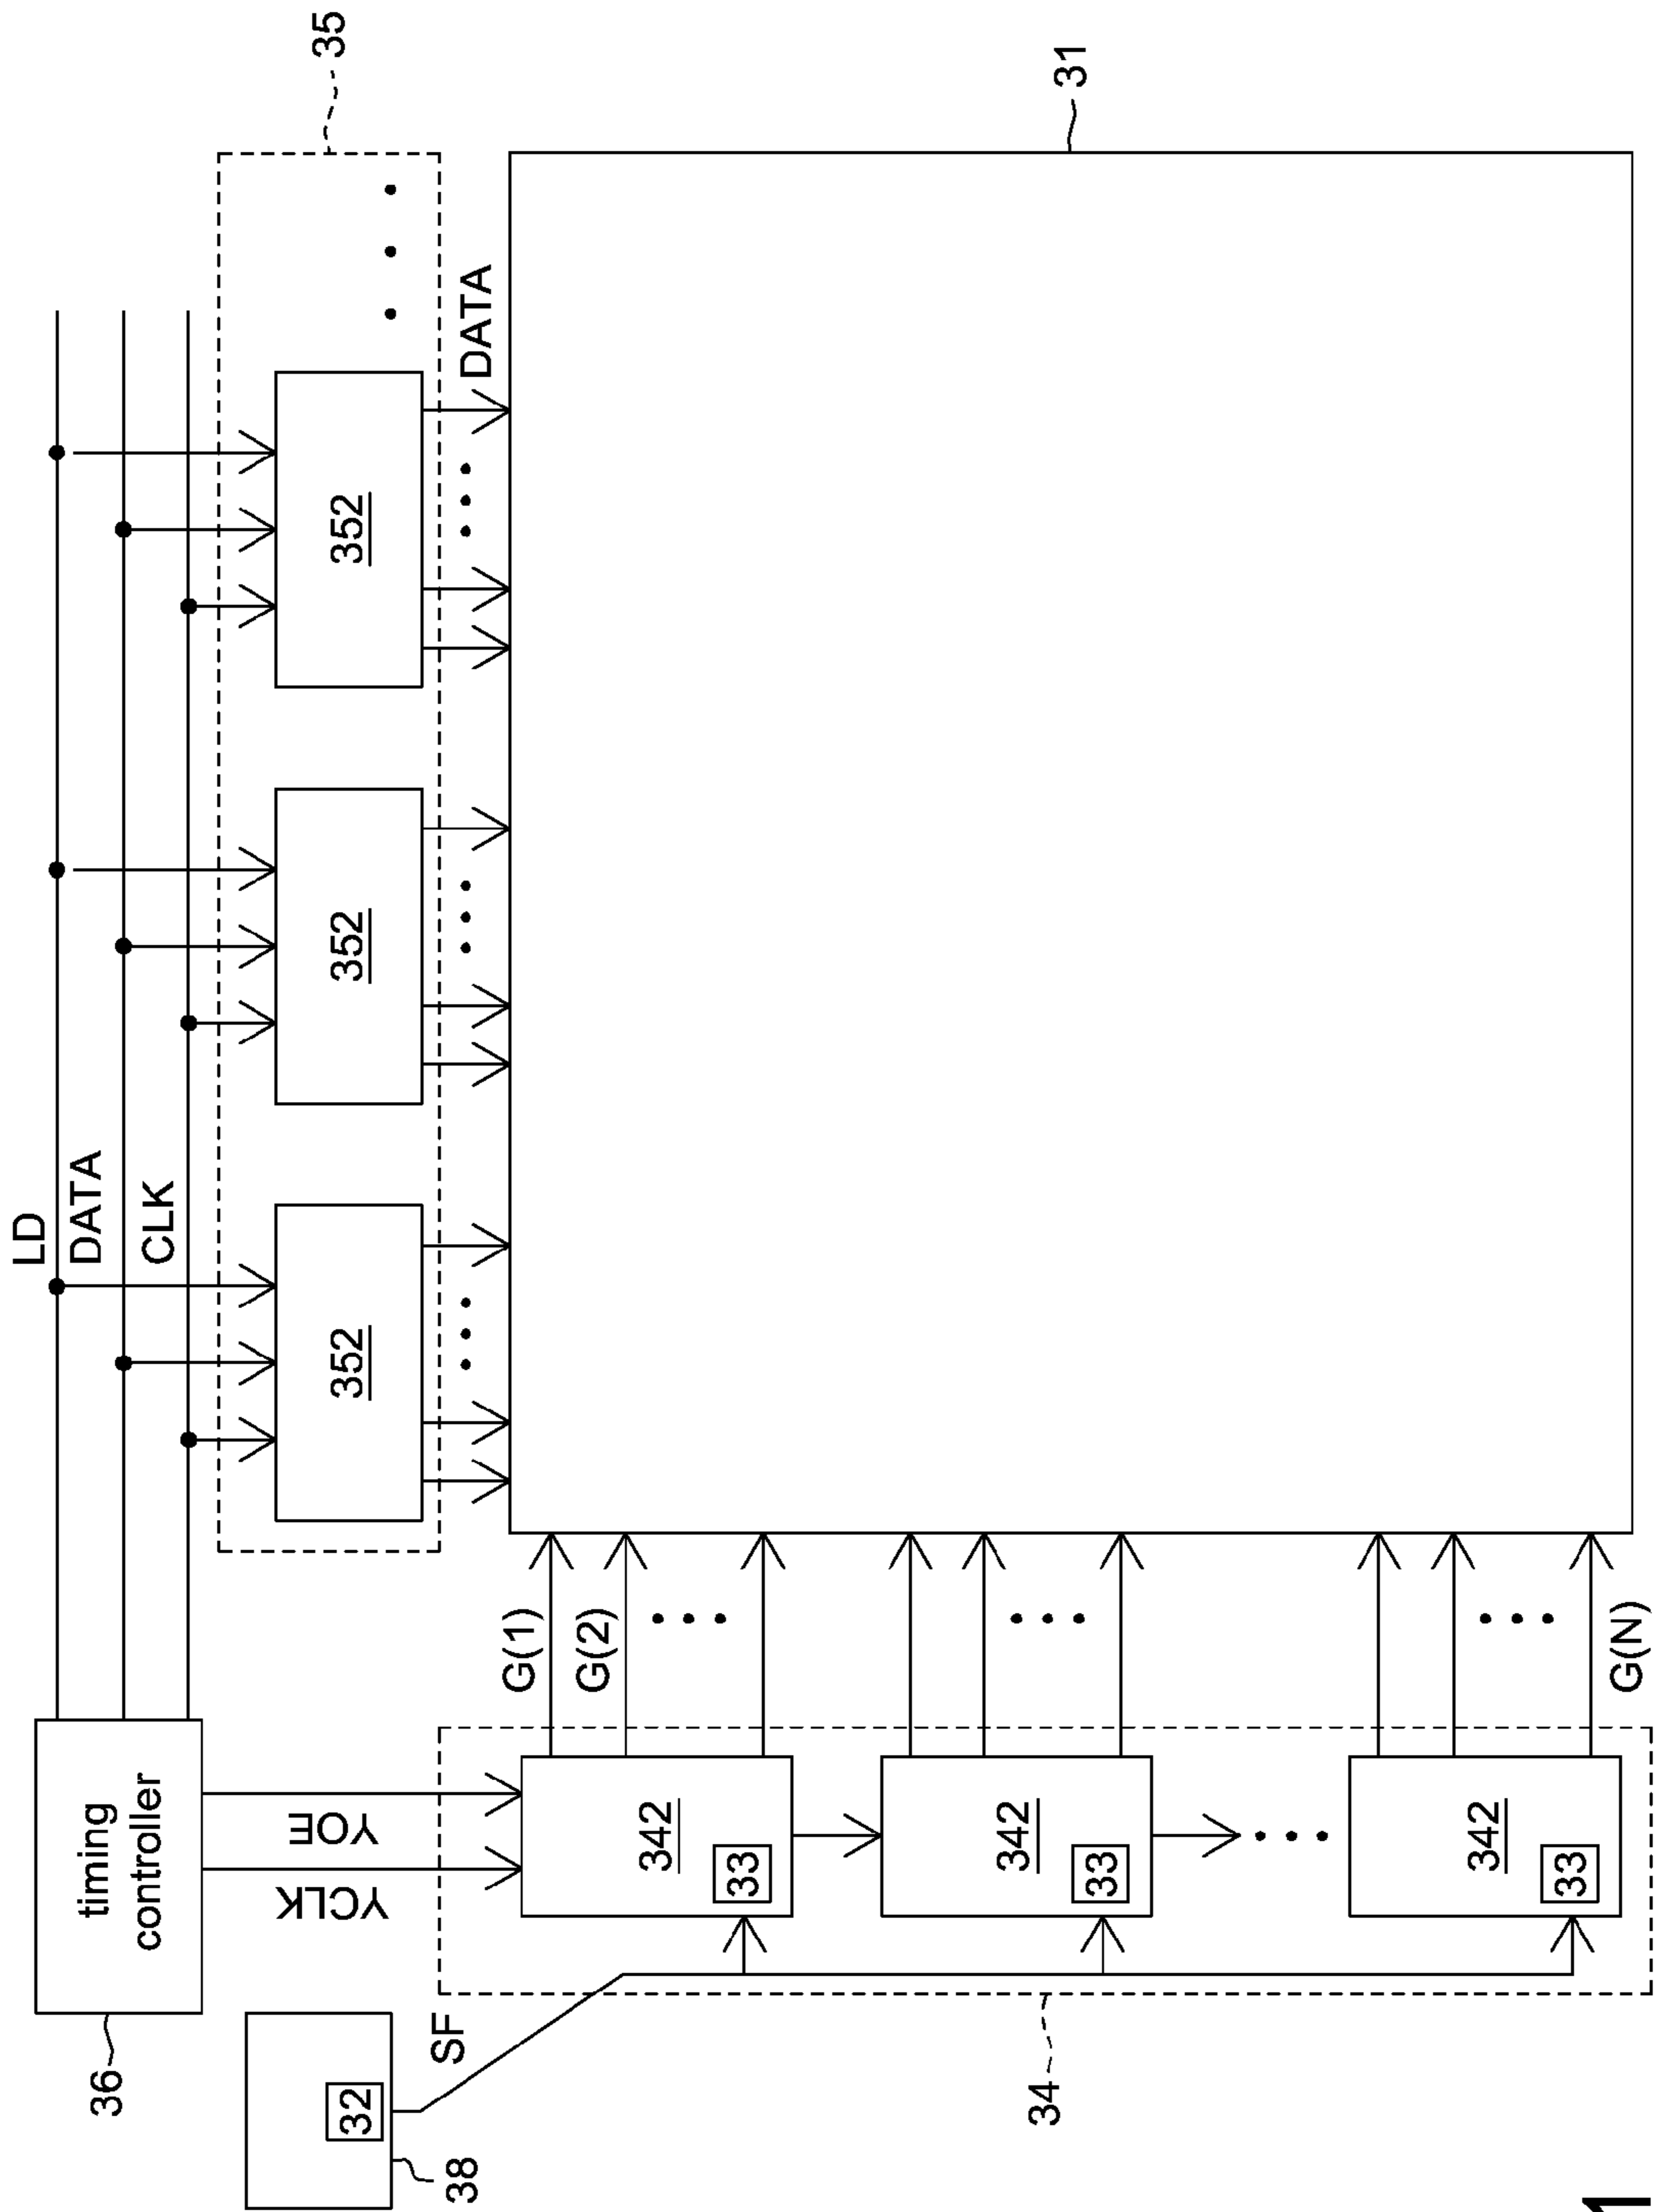 LD
36
timing
controller
DATA
CLK
35
YCLK
YOE
32
38
352
352
352
SF
DATA
G(1)
G(2)
342
33
342
33
34
31
342
33
G(N)
1